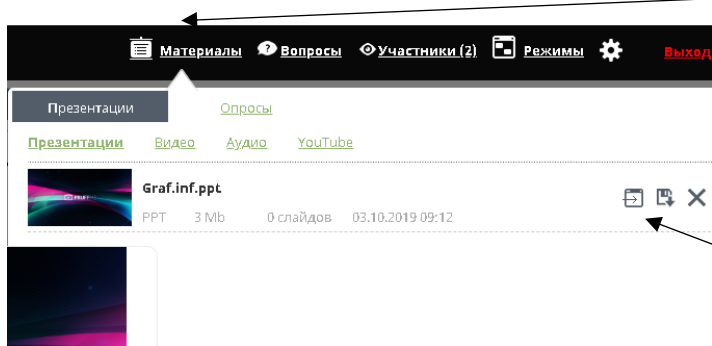 Материалы Вопросы Участники (2) Режимы Выход
Презентации Опросы
Презентации Видео Аудио YouTube
Graf.inf.ppt
PPT 3 Mb 0 слайдов 03.10.2019 09:12